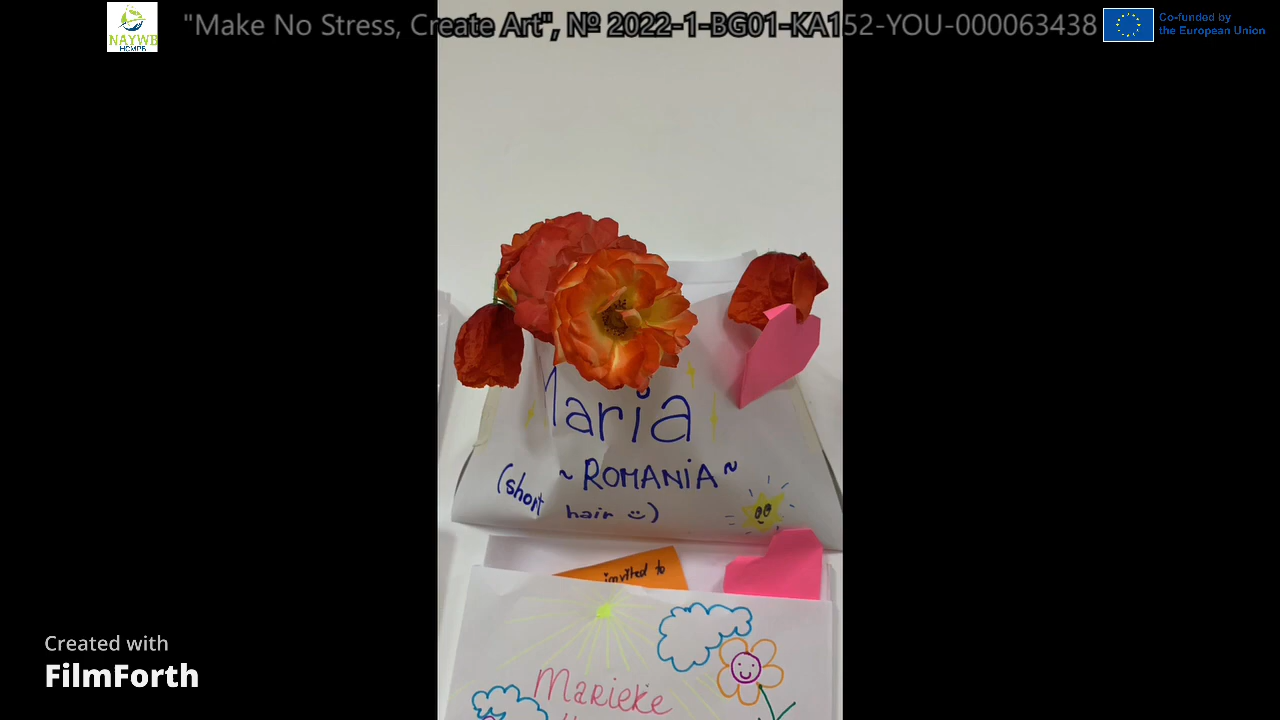 NAYWB
"Make No Stress, Create Art", № 2022-1-BG01-KA152-YOU-000063438
Co-funded by
the European Union
Maria
~ROMANiA~
(short
hair ☺)
invited to
Marieke
Created with
FilmForth